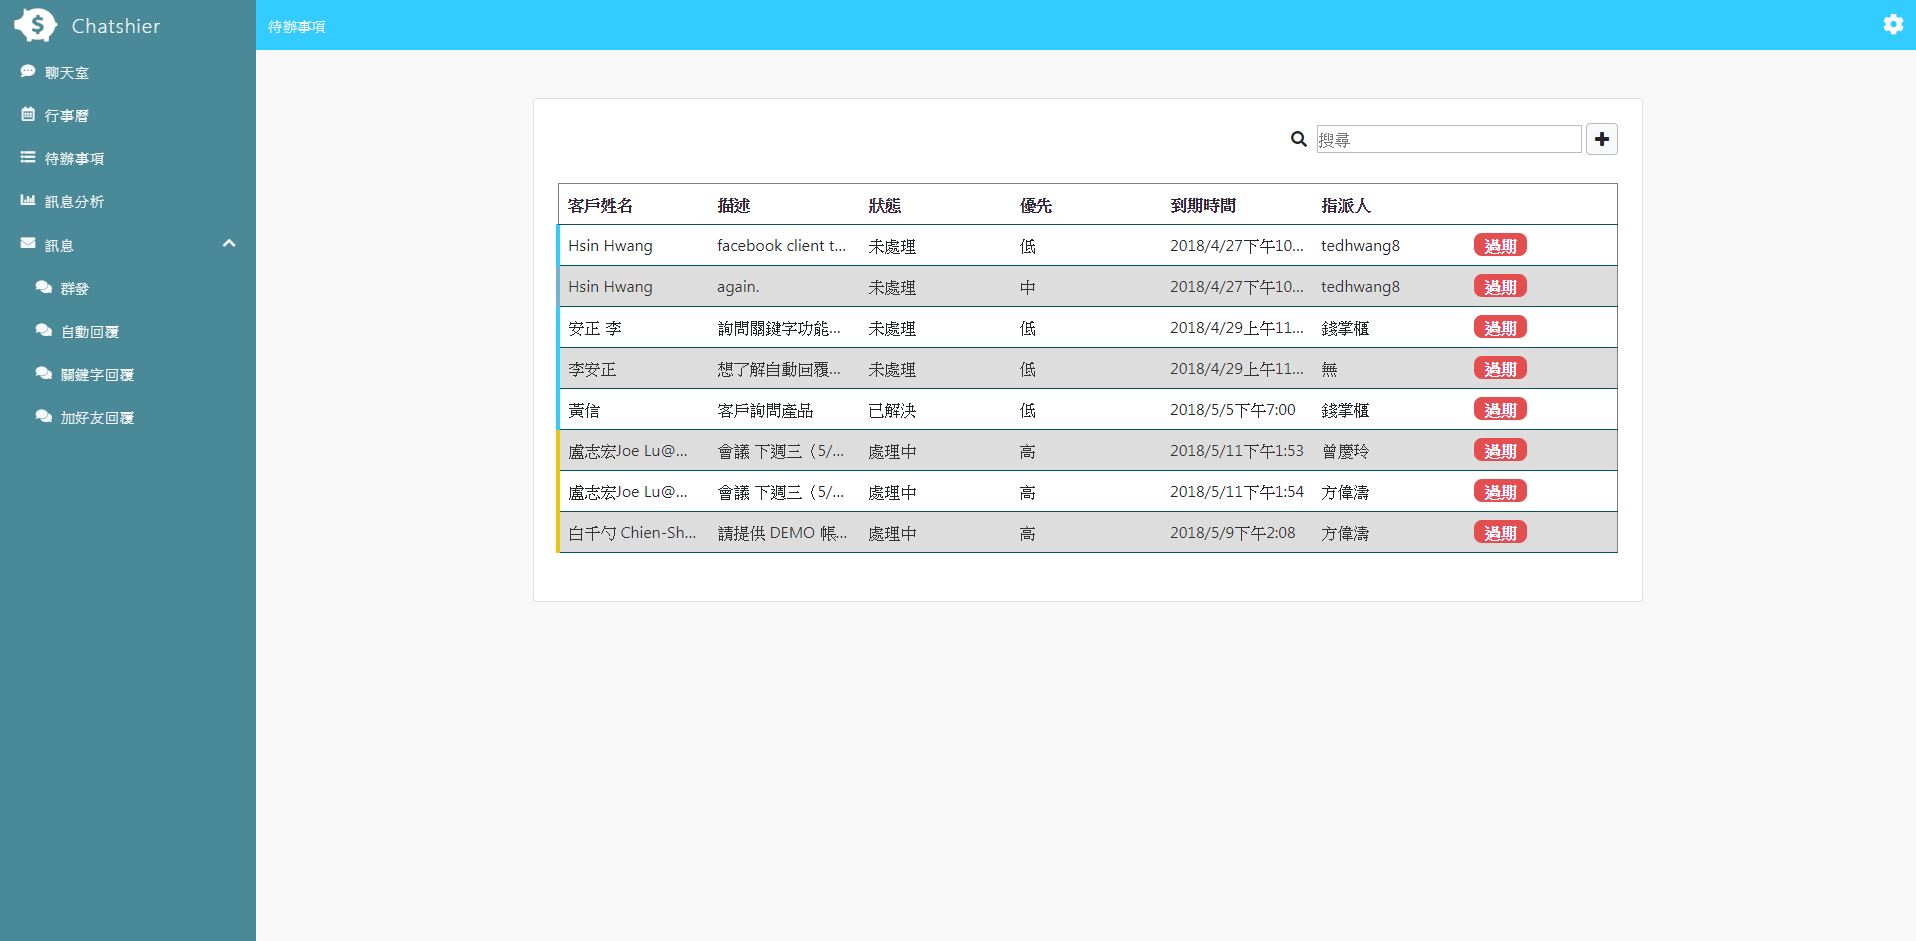 Chatshier
待辦事項
聊天室
行事曆
待辦事項
訊息分析
訊息
群發
自動回覆
關鍵字回覆
加好友回覆
搜尋
客戶姓名 描述 狀態 優先 到期時間 指派人
Hsin Hwang facebook client t... 未處理 低 2018/4/27下午10... tedhwang8 過期
Hsin Hwang again. 未處理 中 2018/4/27下午10... tedhwang8 過期
安正 李 詢問關鍵字功能... 未處理 低 2018/4/29上午11... 錢掌櫃 過期
李安正 想了解自動回覆... 未處理 低 2018/4/29上午11... 無 過期
黃信 客戶詢問產品 已解決 低 2018/5/5下午7:00 錢掌櫃 過期
盧志宏Joe Lu@... 會議 下週三（5/... 處理中 高 2018/5/11下午1:53 曾慶玲 過期
盧志宏Joe Lu@... 會議 下週三（5/... 處理中 高 2018/5/11下午1:54 方偉濤 過期
白千勺 Chien-Sh... 請提供 DEMO 帳... 處理中 高 2018/5/9下午2:08 方偉濤 過期